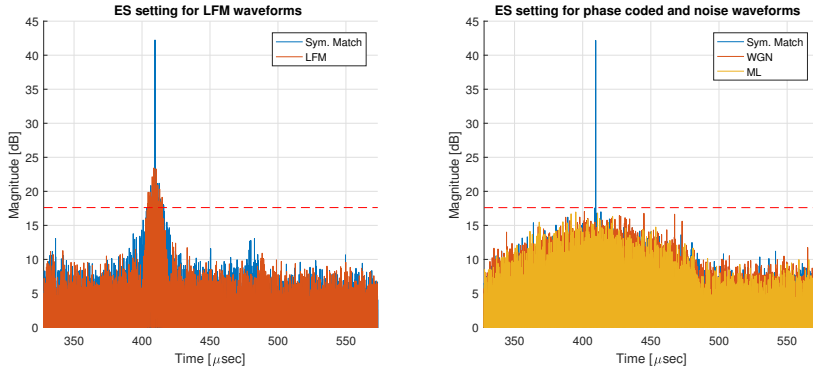 ES setting for LFM waveforms
45
40
35
30
25
20
15
10
5
0
Magnitude [dB]
Sym. Match
LFM
350
400
450
500
550
Time [μsec]
ES setting for phase coded and noise waveforms
45
40
35
30
25
20
15
10
5
0
Magnitude [dB]
Sym. Match
WGN
ML
350
400
450
500
550
Time [μsec]